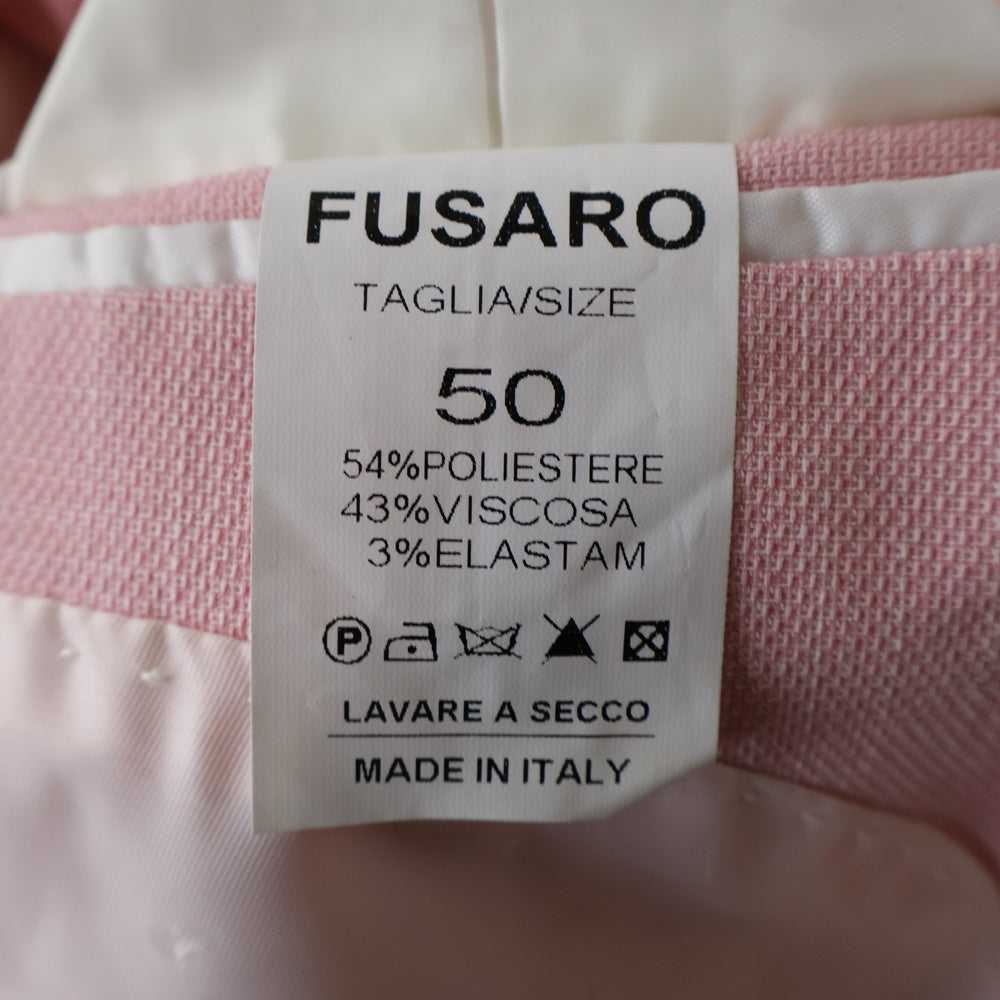 FUSARO
TAGLIA/SIZE
50
54%POLIESTERE
43%VISCOSA
3%ELASTAM
P
LAVARE A SECCO
MADE IN ITALY